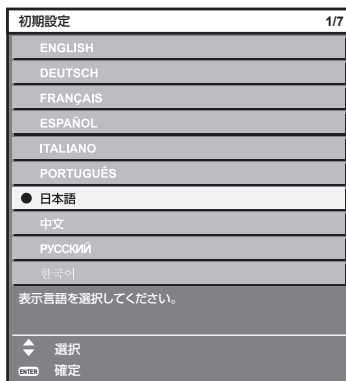 初期設定 1/7
ENGLISH
DEUTSCH
FRANÇAIS
ESPAÑOL
ITALIANO
PORTUGUÊS
日本語
中文
РУССКИЙ
한국어
表示言語を選択してください。
選択
ENTER 確定